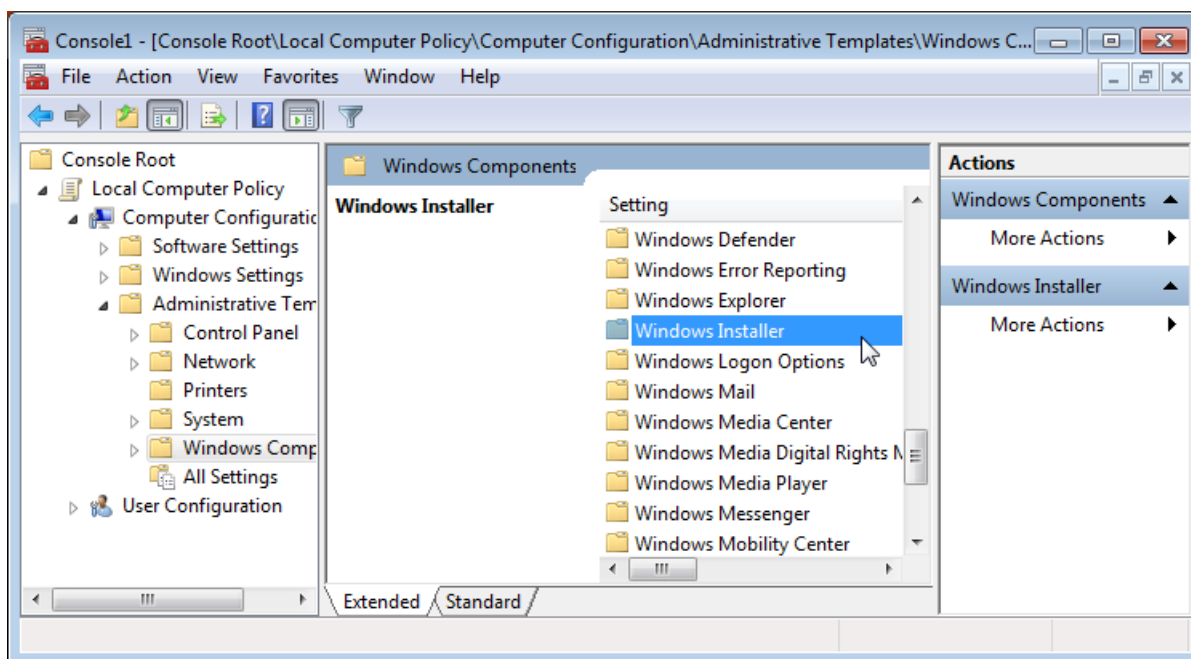 Console1 - [Console Root\Local Computer Policy\Computer Configuration\Administrative Templates\Windows C...
File Action View Favorites Window Help
Console Root
Local Computer Policy
Computer Configuratic
Software Settings
Windows Settings
Administrative Tem
Control Panel
Network
Printers
System
Windows Comp
All Settings
User Configuration
Windows Components
Windows Installer
Setting
Windows Defender
Windows Error Reporting
Windows Explorer
Windows Installer
Windows Logon Options
Windows Mail
Windows Media Center
Windows Media Digital Rights M
Windows Media Player
Windows Messenger
Windows Mobility Center
Extended Standard
Actions
Windows Components
More Actions
Windows Installer
More Actions